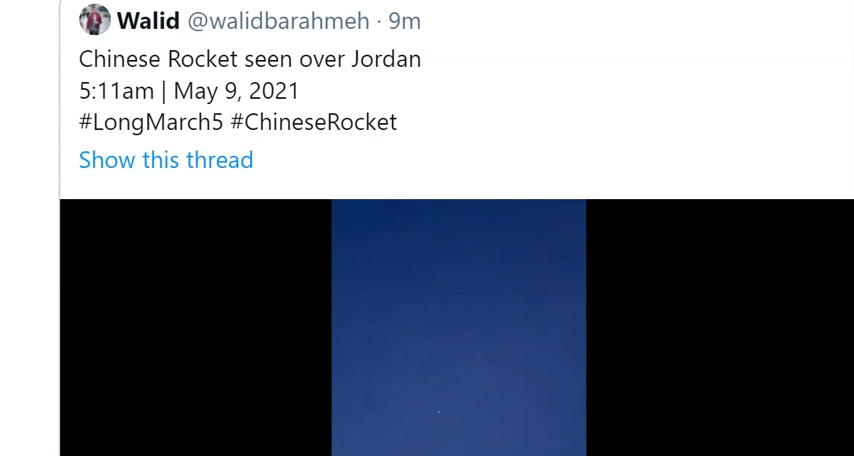 Walid @walidbarahmeh · 9m
Chinese Rocket seen over Jordan
5:11am | May 9, 2021
#LongMarch5 #ChineseRocket
Show this thread